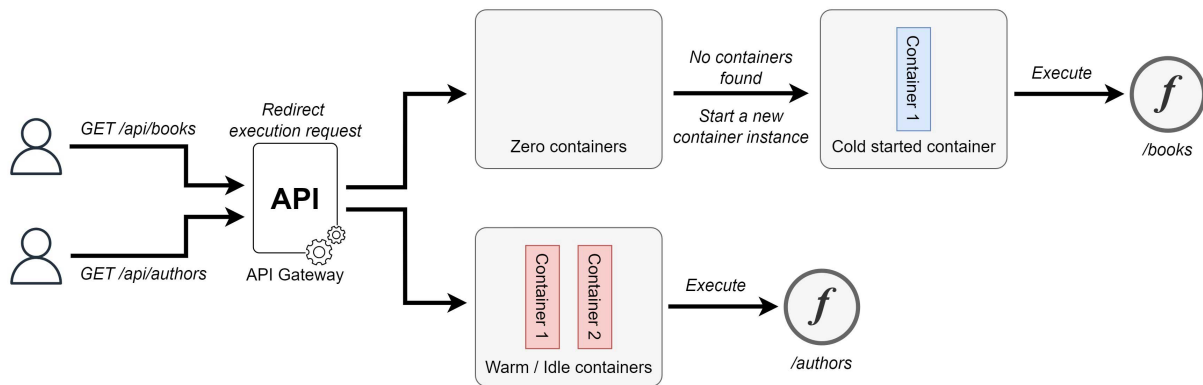 GET /api/books
GET /api/authors
Redirect
execution request
API
API Gateway
Zero containers
No containers
found
Start a new
container instance
Container 1
Cold started container
Execute
f
/books
Container 1
Container 2
Warm / Idle containers
Execute
f
/authors